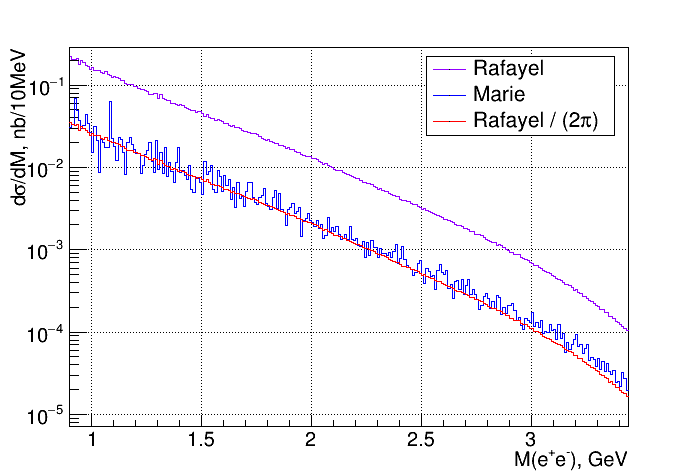 dσ/dM, nb/10MeV
10⁻¹
10⁻²
10⁻³
10⁻⁴
10⁻⁵
Rafayel
Marie
Rafayel / (2π)
1 1.5 2 2.5 3
M(e⁺e⁻), GeV